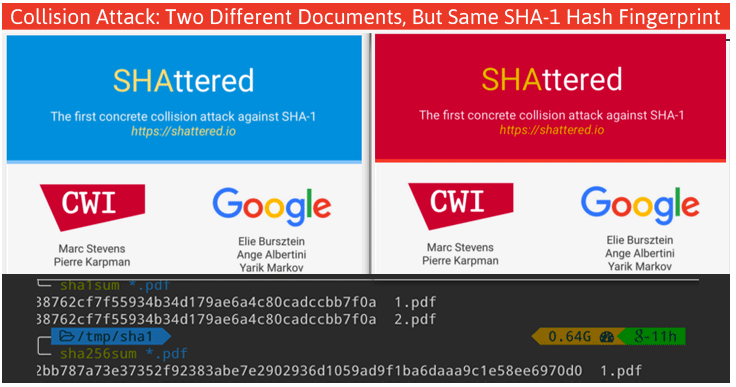 Collision Attack: Two Different Documents, But Same SHA-1 Hash Fingerprint
SHAttered
The first concrete collision attack against SHA-1
https://shattered.io
CWI
Google
Marc Stevens
Pierre Karpman
Elie Bursztein
Ange Albertini
Yarik Markov
SHAttered
The first concrete collision attack against SHA-1
https://shattered.io
CWI
Google
Marc Stevens
Pierre Karpman
Elie Bursztein
Ange Albertini
Yarik Markov
sha1sum *.pdf
38762cf7f55934b34d179ae6a4c80cadccbb7f0a 1.pdf
38762cf7f55934b34d179ae6a4c80cadccbb7f0a 2.pdf
/tmp/sha1
0.64G
8-11h
sha256sum *.pdf
2bb787a73e37352f92383abe7e2902936d1059ad9f1ba6daaa9c1e58ee6970d0 1.pdf